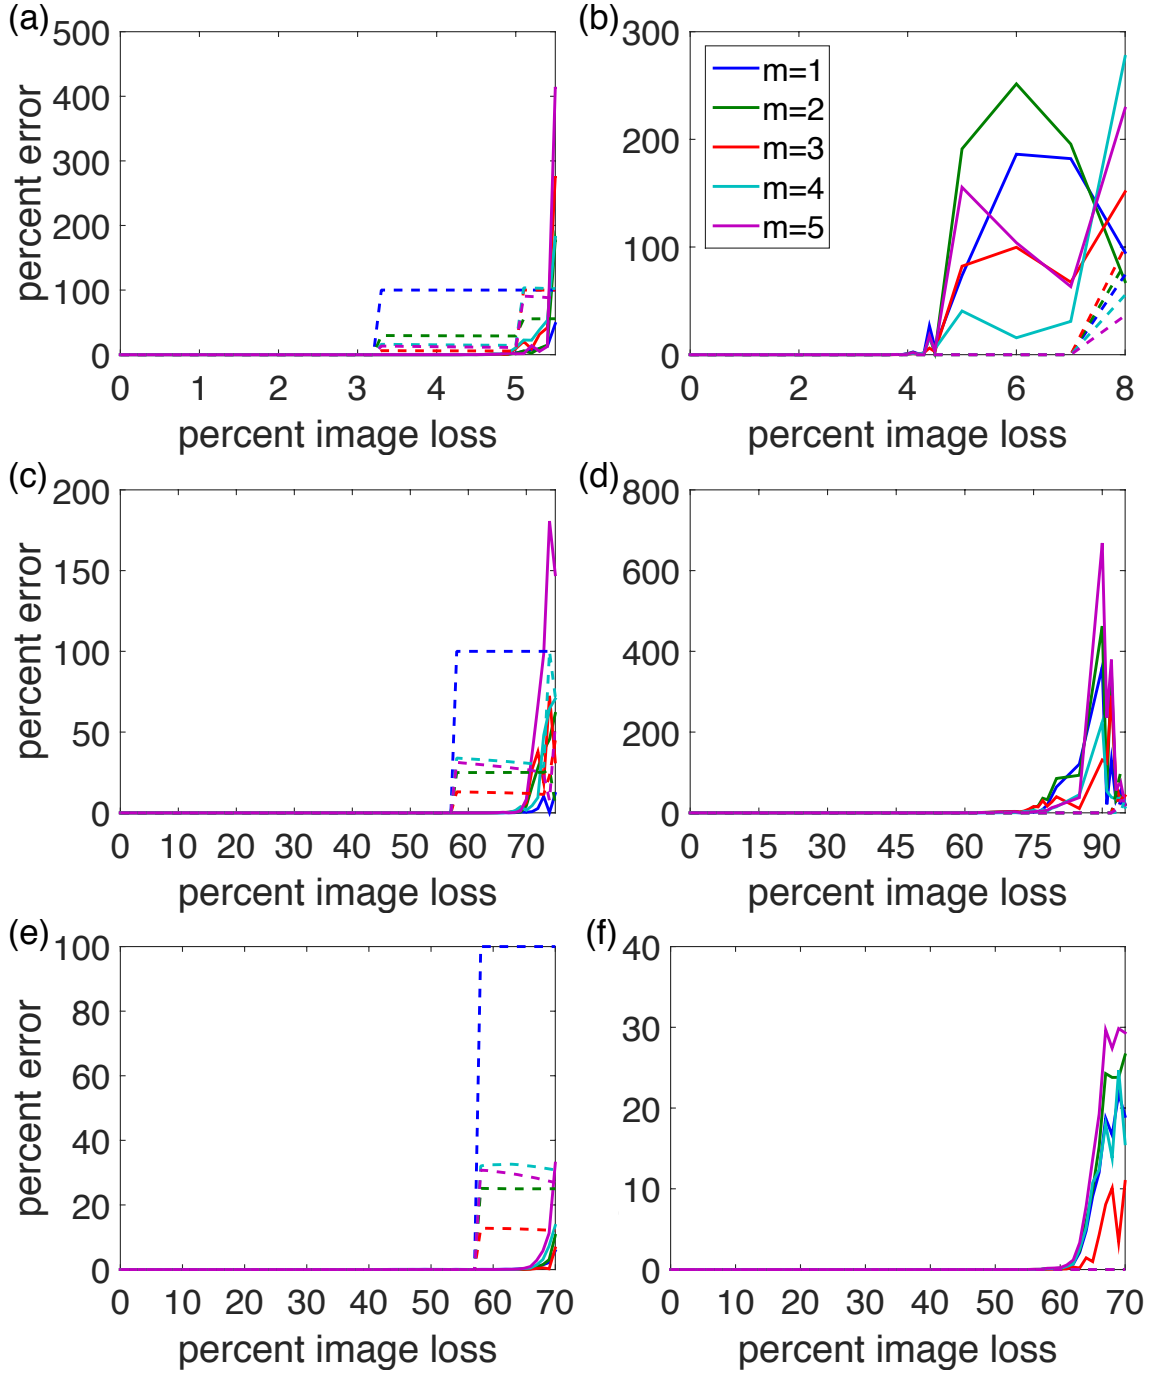 (a)
(b)
500
400
300
200
100
0
percent error
0 1 2 3 4 5
percent image loss
300
200
100
0
m=1
m=2
m=3
m=4
m=5
0 2 4 6 8
percent image loss
(c)
(d)
200
150
100
50
0
percent error
0 10 20 30 40 50 60 70
percent image loss
800
600
400
200
0
0 15 30 45 60 75 90
percent image loss
(e)
(f)
100
80
60
40
20
0
percent error
0 10 20 30 40 50 60 70
percent image loss
40
30
20
10
0
0 10 20 30 40 50 60 70
percent image loss